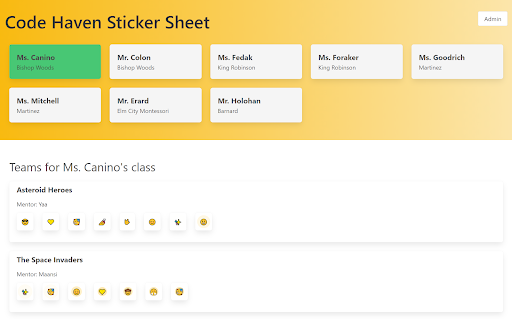 Code Haven Sticker Sheet
Admin
Ms. Canino
Bishop Woods
Mr. Colon
Bishop Woods
Ms. Fedak
King Robinson
Ms. Foraker
King Robinson
Ms. Goodrich
Martinez
Ms. Mitchell
Martinez
Mr. Erard
Elm City Montessori
Mr. Holohan
Barnard
Teams for Ms. Canino's class
Asteroid Heroes
Mentor: Yaa
The Space Invaders
Mentor: Maansi